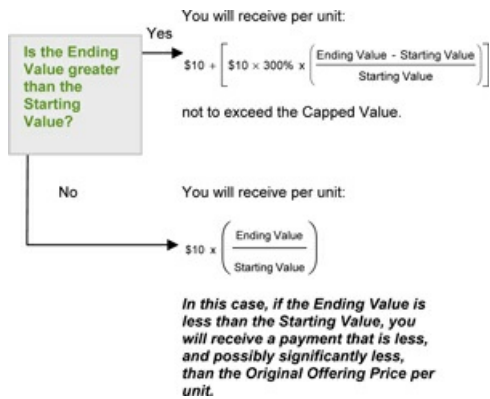 You will receive per unit:
Is the Ending
Value greater
than the
Starting
Value?
Yes
$10 + [ $10 × 300% x ( Ending Value - Starting Value
Starting Value ) ]
not to exceed the Capped Value.
No
You will receive per unit:
$10 x ( Ending Value
Starting Value )
In this case, if the Ending Value is
less than the Starting Value, you
will receive a payment that is less,
and possibly significantly less,
than the Original Offering Price per
unit.